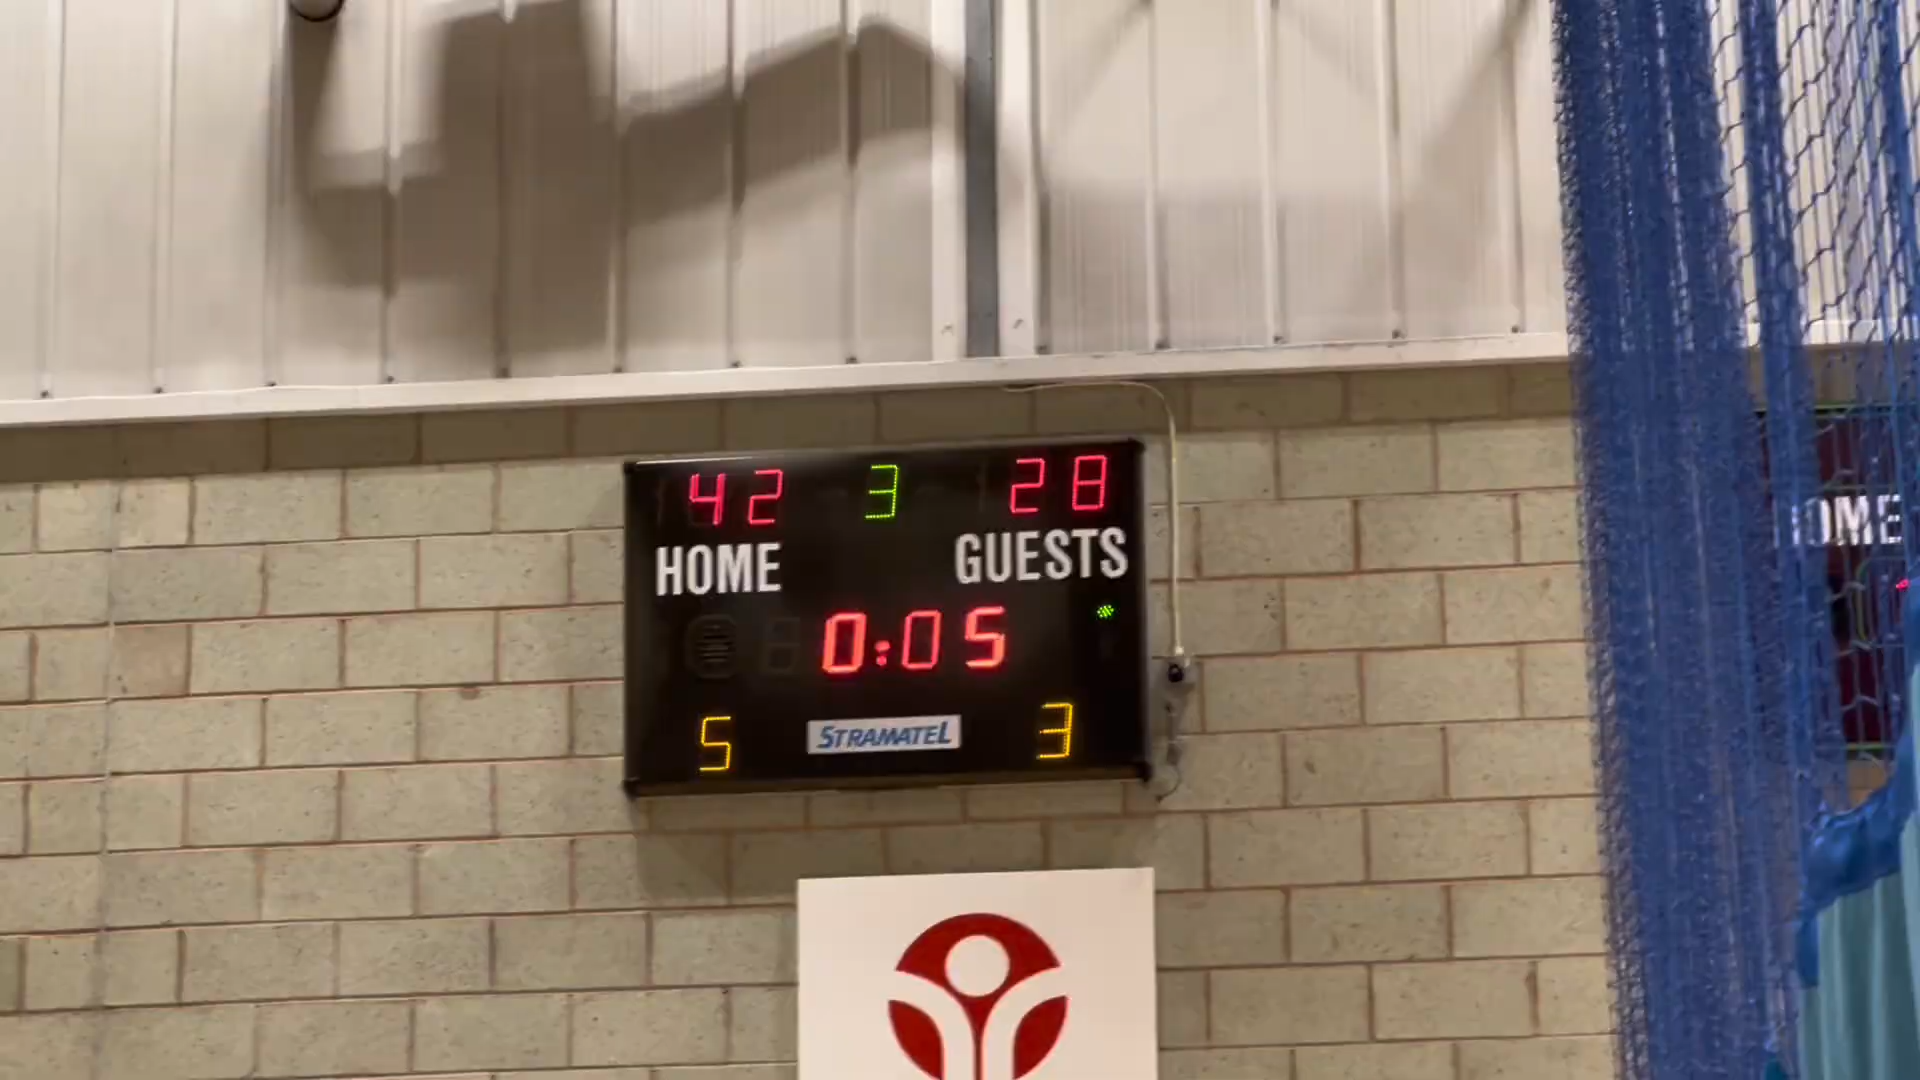 42 3 28
HOME GUESTS
0:05
5 STRAMATEL 3
OME